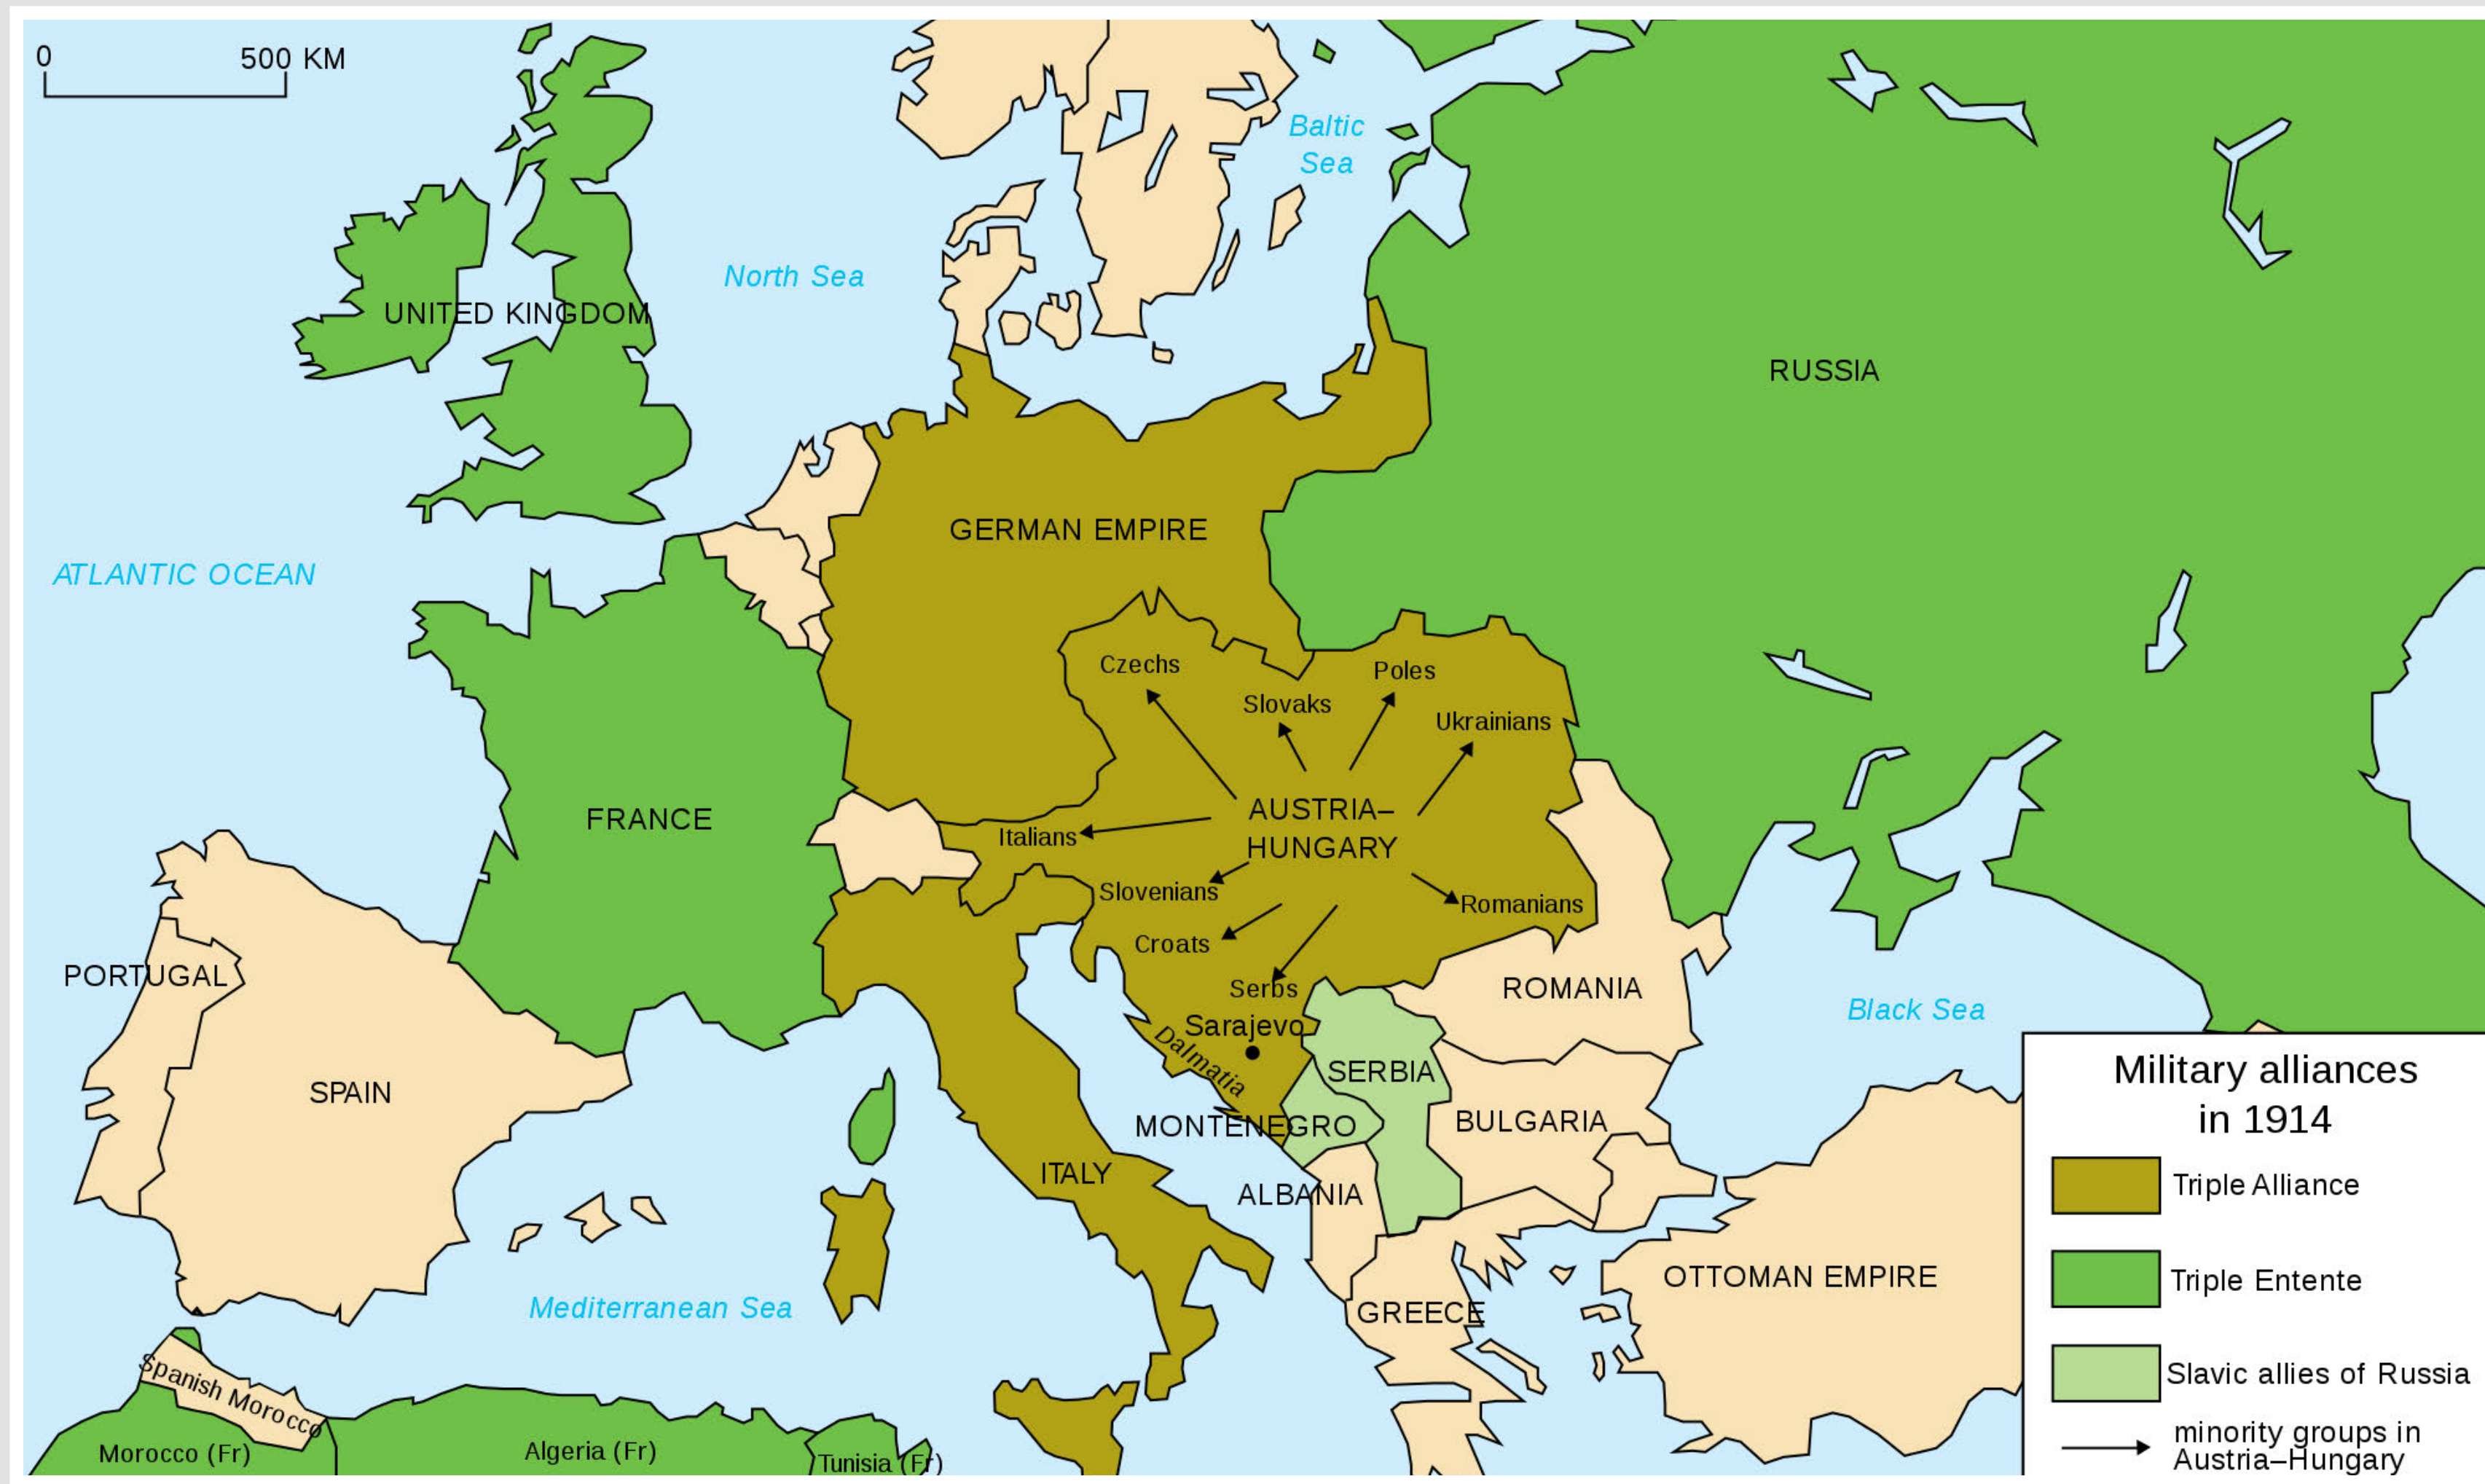 0
500 KM
Baltic
Sea
North Sea
UNITED KINGDOM
RUSSIA
GERMAN EMPIRE
ATLANTIC OCEAN
Czechs
Poles
Slovaks
Ukrainians
FRANCE
AUSTRIA–
HUNGARY
Italians
Slovenians
Romanians
Croats
PORTUGAL
Serbs
ROMANIA
Black Sea
Sarajevo
Dalmatia
SERBIA
SPAIN
MONTENEGRO
BULGARIA
ITALY
ALBANIA
OTTOMAN EMPIRE
Mediterranean Sea
GREECE
Spanish Morocco
Morocco (Fr)
Algeria (Fr)
Tunisia (Fr)
Military alliances
in 1914
Triple Alliance
Triple Entente
Slavic allies of Russia
minority groups in
Austria–Hungary